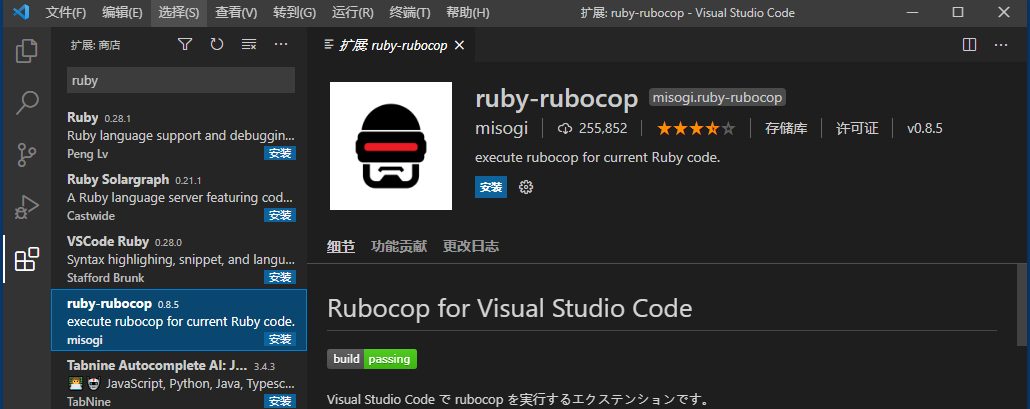 文件(F) 编辑(E) 选择(S) 查看(V) 转到(G) 运行(R) 终端(T) 帮助(H) 扩展: ruby-rubocop - Visual Studio Code
扩展: 商店
ruby
Ruby 0.28.1
Ruby language support and debuggin...
Peng Lv 安装
Ruby Solargraph 0.21.1
A Ruby language server featuring cod...
Castwide 安装
VSCode Ruby 0.28.0
Syntax highlighing, snippet, and langu...
Stafford Brunk 安装
ruby-rubocop 0.8.5
execute rubocop for current Ruby code.
misogi 安装
Tabnine Autocomplete AI: J... 3.4.3
JavaScript, Python, Java, Typesc...
TabNine 安装
扩展 ruby-rubocop
ruby-rubocop misogi.ruby-rubocop
misogi 255,852 存储库 许可证 v0.8.5
execute rubocop for current Ruby code.
安装
细节 功能贡献 更改日志
Rubocop for Visual Studio Code
build passing
Visual Studio Code で rubocop を実行するエクステンションです。